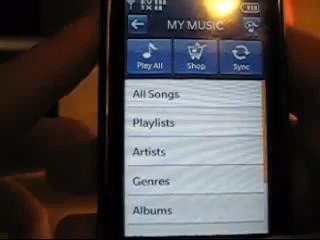 MY MUSIC
Play All Shop Sync
All Songs
Playlists
Artists
Genres
Albums